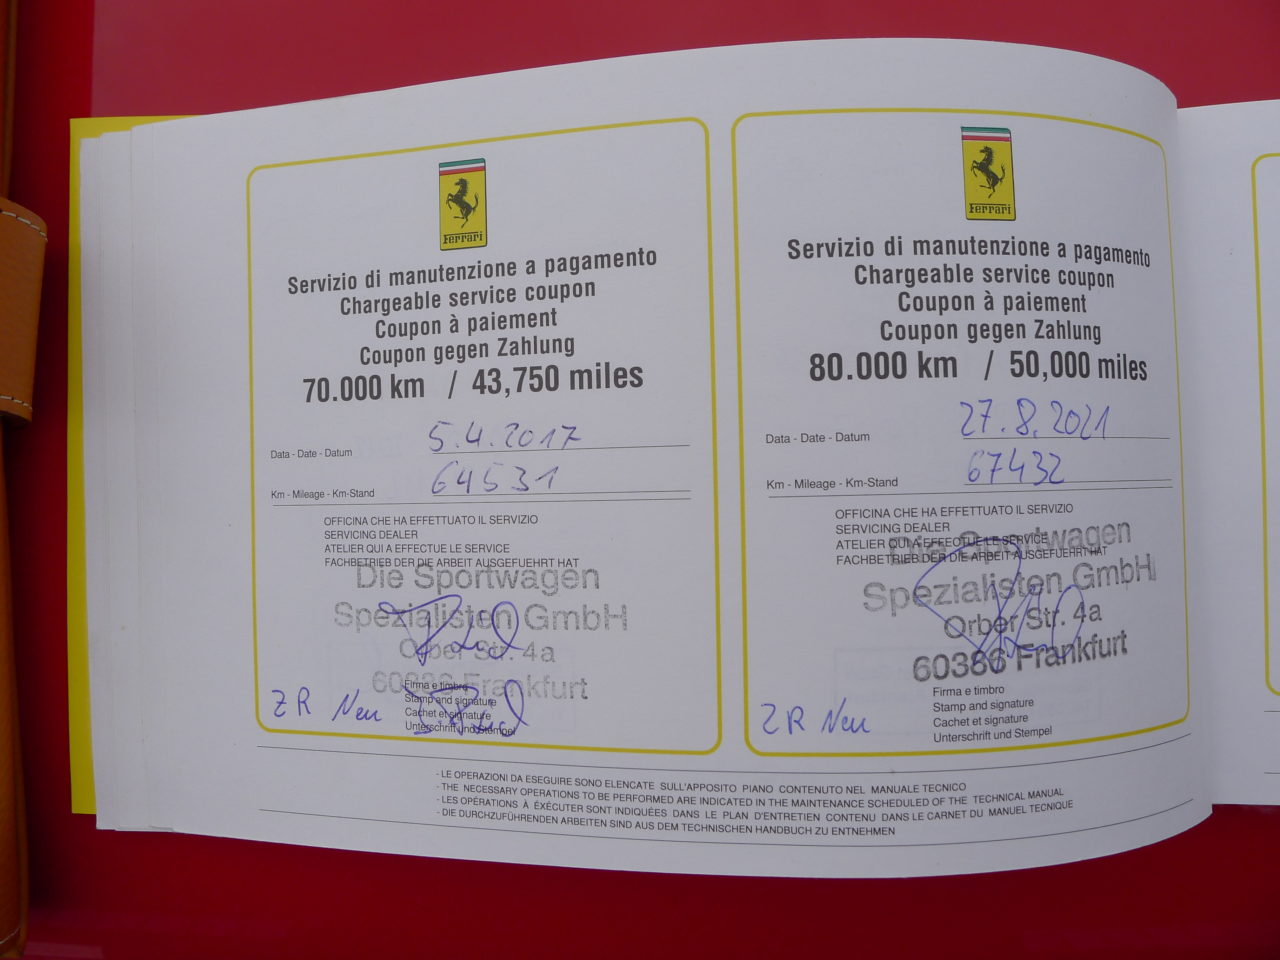 Ferrari
Servizio di manutenzione a pagamento
Chargeable service coupon
Coupon à paiement
Coupon gegen Zahlung
70.000 km / 43,750 miles
Data - Date - Datum 5.4.2017
Km - Mileage - Km-Stand 64531
OFFICINA CHE HA EFFETTUATO IL SERVIZIO
SERVICING DEALER
ATELIER QUI A EFFECTUE LE SERVICE
FACHBETRIEB DER DIE ARBEIT AUSGEFUEHRT HAT
Die Sportwagen
Spezialisten GmbH
Orber Str. 4a
60386 Frankfurt
ZR Neu
Firma e timbro
Stamp and signature
Cachet et signature
Unterschrift und Stempel
Ferrari
Servizio di manutenzione a pagamento
Chargeable service coupon
Coupon à paiement
Coupon gegen Zahlung
80.000 km / 50,000 miles
Data - Date - Datum 27.8.2021
Km - Mileage - Km-Stand 67432
OFFICINA CHE HA EFFETTUATO IL SERVIZIO
SERVICING DEALER
ATELIER QUI A EFFECTUE LE SERVICE
FACHBETRIEB DER DIE ARBEIT AUSGEFUEHRT HAT
Die Sportwagen
Spezialisten GmbH
Orber Str. 4a
60386 Frankfurt
ZR Neu
Firma e timbro
Stamp and signature
Cachet et signature
Unterschrift und Stempel
- LE OPERAZIONI DA ESEGUIRE SONO ELENCATE SULL'APPOSITO PIANO CONTENUTO NEL MANUALE TECNICO
- THE NECESSARY OPERATIONS TO BE PERFORMED ARE INDICATED IN THE MAINTENANCE SCHEDULED OF THE TECHNICAL MANUAL
- LES OPÉRATIONS À ÉXÉCUTER SONT INDIQUÉES DANS LE PLAN D'ENTRETIEN CONTENU DANS LE CARNET DU MANUEL TECNIQUE
- DIE DURCHZUFÜHRENDEN ARBEITEN SIND AUS DEM TECHNISCHEN HANDBUCH ZU ENTNEHMEN